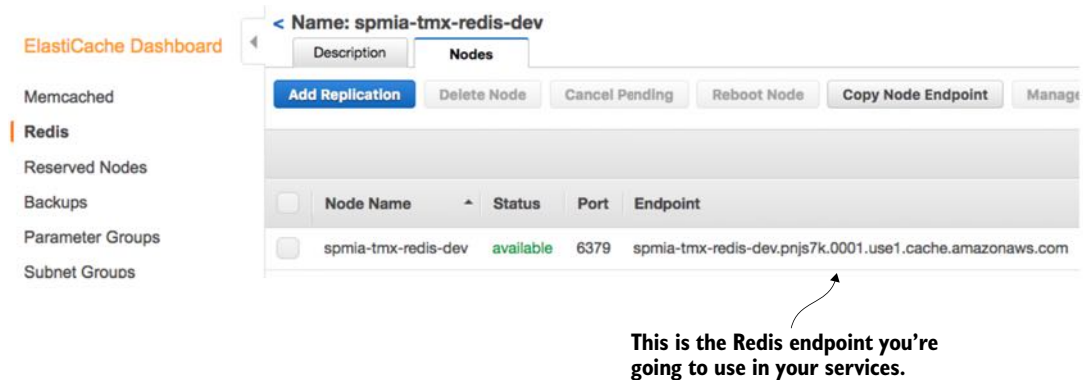 < Name: spmia-tmx-redis-dev
ElastiCache Dashboard
Description Nodes
Memcached
Add Replication Delete Node Cancel Pending Reboot Node Copy Node Endpoint Manage
Redis
Reserved Nodes
Backups
Node Name Status Port Endpoint
Parameter Groups
spmia-tmx-redis-dev available 6379 spmia-tmx-redis-dev.pnjs7k.0001.use1.cache.amazonaws.com
Subnet Groups
This is the Redis endpoint you're
going to use in your services.